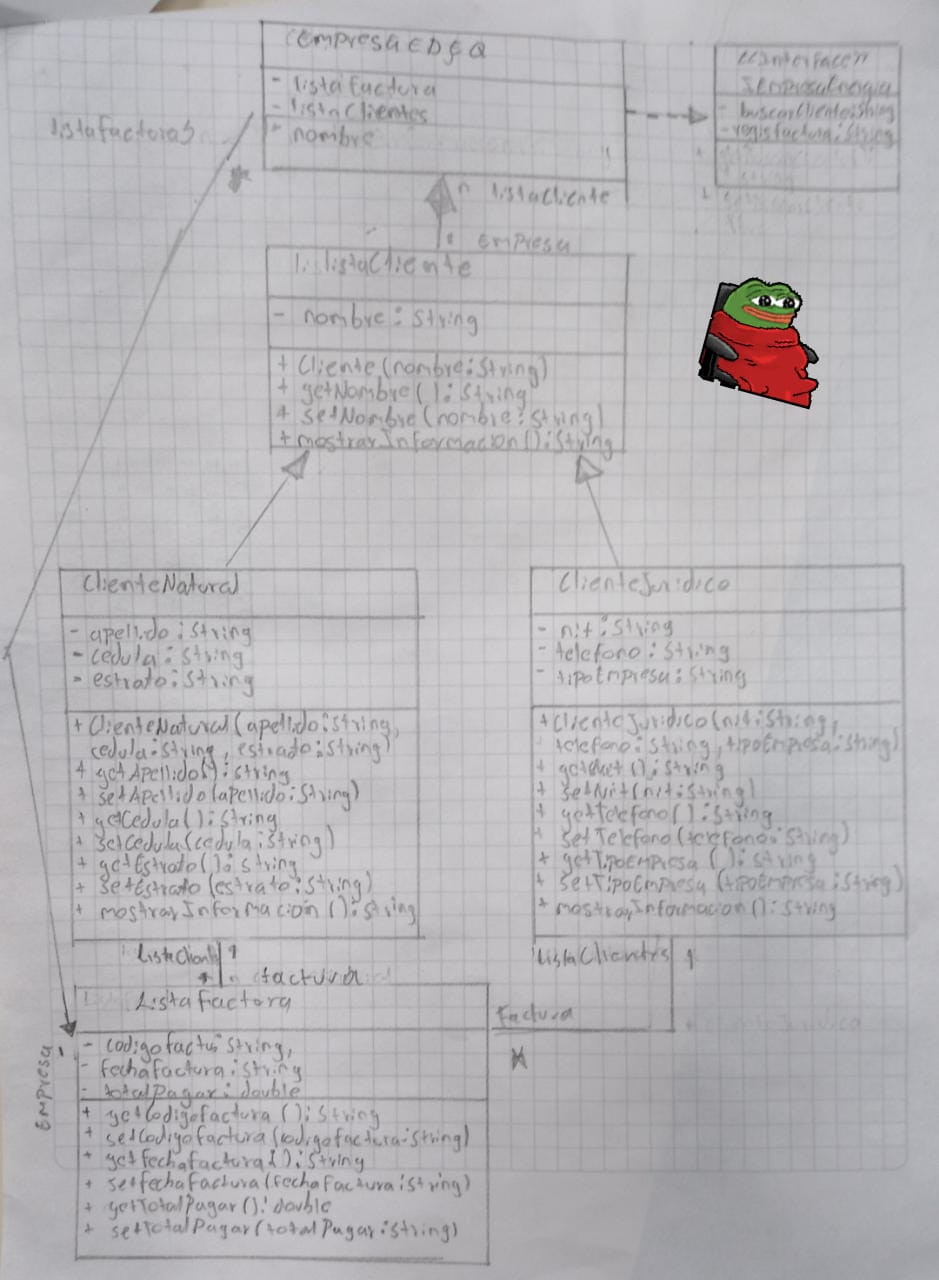 EmpresaEDEQ
- listaFactura
- listaClientes
- nombre
<<Interface>>
IEmpresaEnergia
- buscarCliente:String
- regisfactura:String
listafacturas
*
n listaCliente
1 Empresa
listaCliente
- nombre: String
+ Cliente(nombre:String)
+ getNombre():String
+ setNombre(nombre:String)
+ mostrarInformacion():String
ClienteNatural
- apellido:String
- cedula:String
- estrato:String
+ ClienteNatural(apellido:String,
cedula:String, estrado:String)
+ getApellido():String
+ setApellido(apellido:String)
+ getCedula():String
+ setCedula(cedula:String)
+ getEstrato():String
+ setEstrato(estrato:String)
+ mostrarInformacion():String
ClienteJuridico
- nit:String
- telefono:String
- tipoEmpresa:String
+ ClienteJuridico(nit:String,
telefono:String, tipoEmpresa:String)
+ getNit():String
+ setNit(nit:String)
+ getTelefono():String
+ setTelefono(telefono:String)
+ getTipoEmpresa():String
+ setTipoEmpresa(tipoEmpresa:String)
+ mostrarInformacion():String
listaClient 1
* factura
listaClientes 1
Factura
*
Empresa 1
Listafactora
- codigofactu String,
- fechafactura:String
- totalPagar:double
+ getCodigofactura():String
+ setCodigofactura(codigofactura:String)
+ getfechafactura():String
+ setfechafactura(fechafactura:String)
+ getTotalPagar():double
+ setTotalPagar(totalPagar:String)